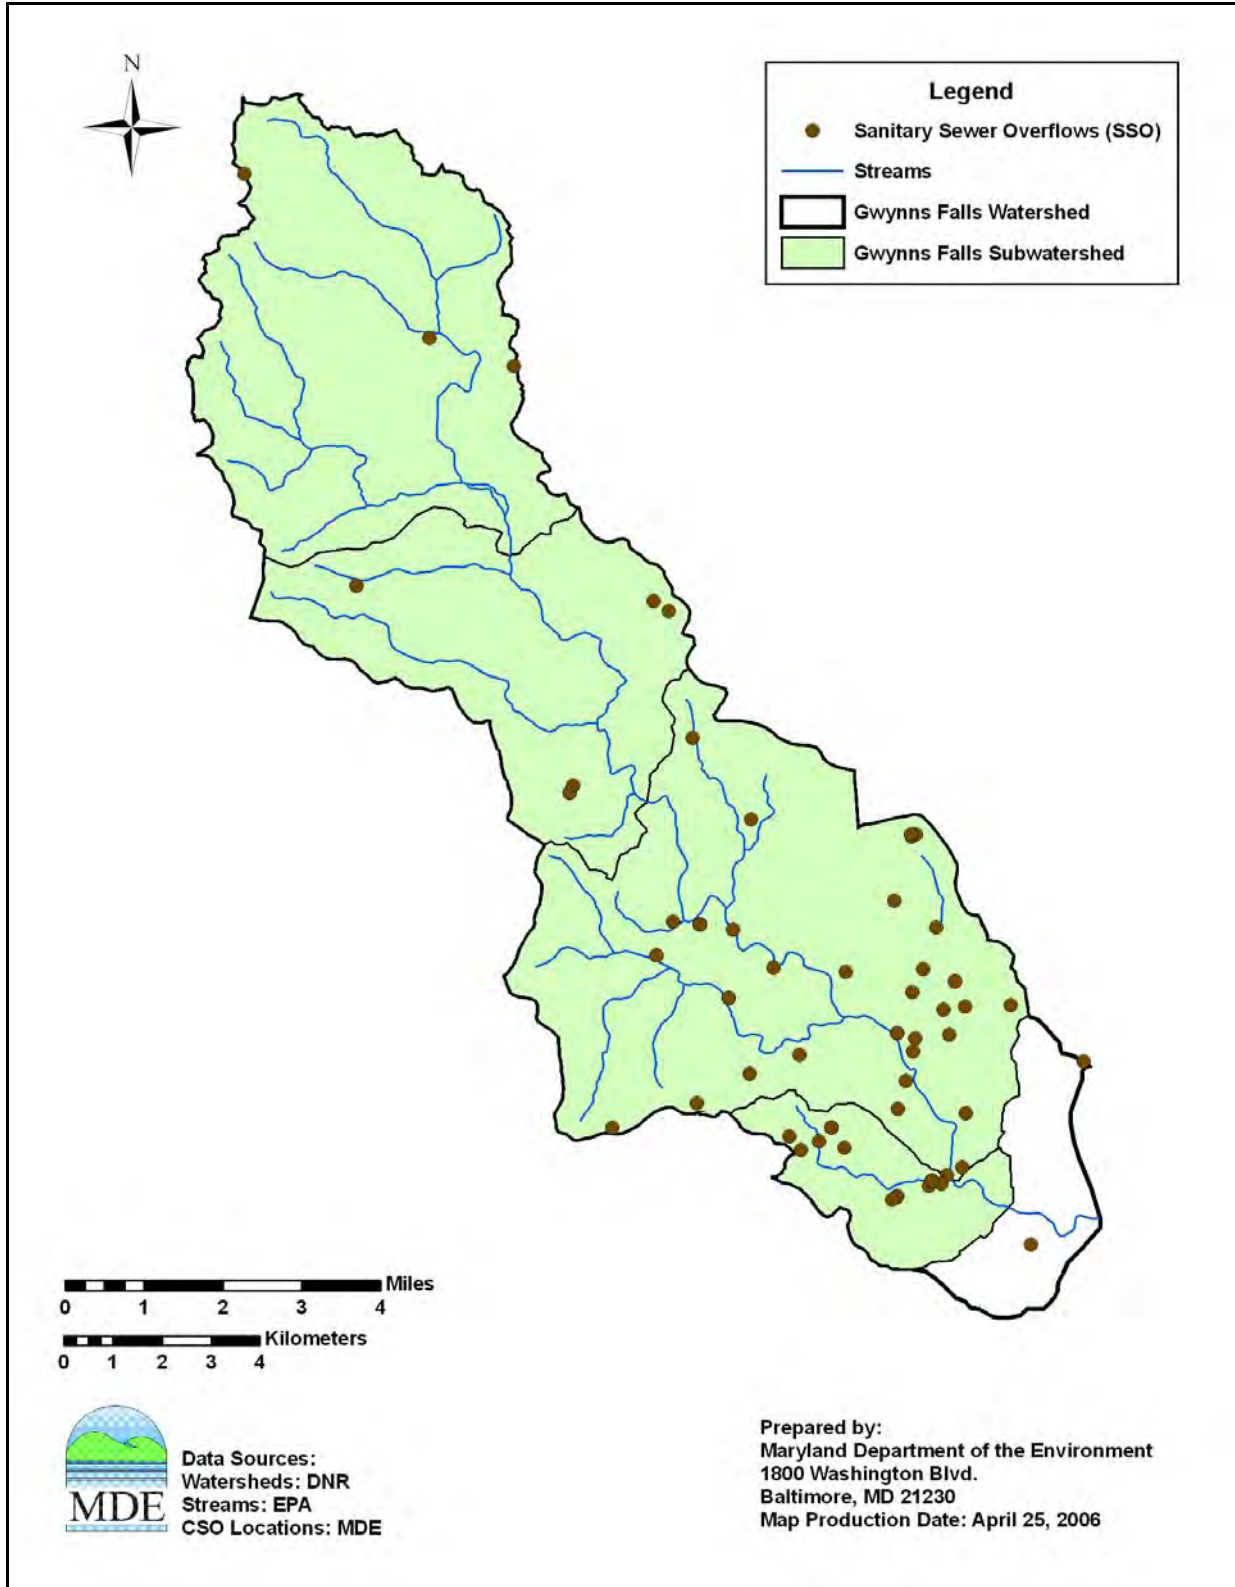 N
Legend
Sanitary Sewer Overflows (SSO)
Streams
Gwynns Falls Watershed
Gwynns Falls Subwatershed
Miles
0 1 2 3 4
Kilometers
0 1 2 3 4
MDE
Data Sources:
Watersheds: DNR
Streams: EPA
CSO Locations: MDE
Prepared by:
Maryland Department of the Environment
1800 Washington Blvd.
Baltimore, MD 21230
Map Production Date: April 25, 2006